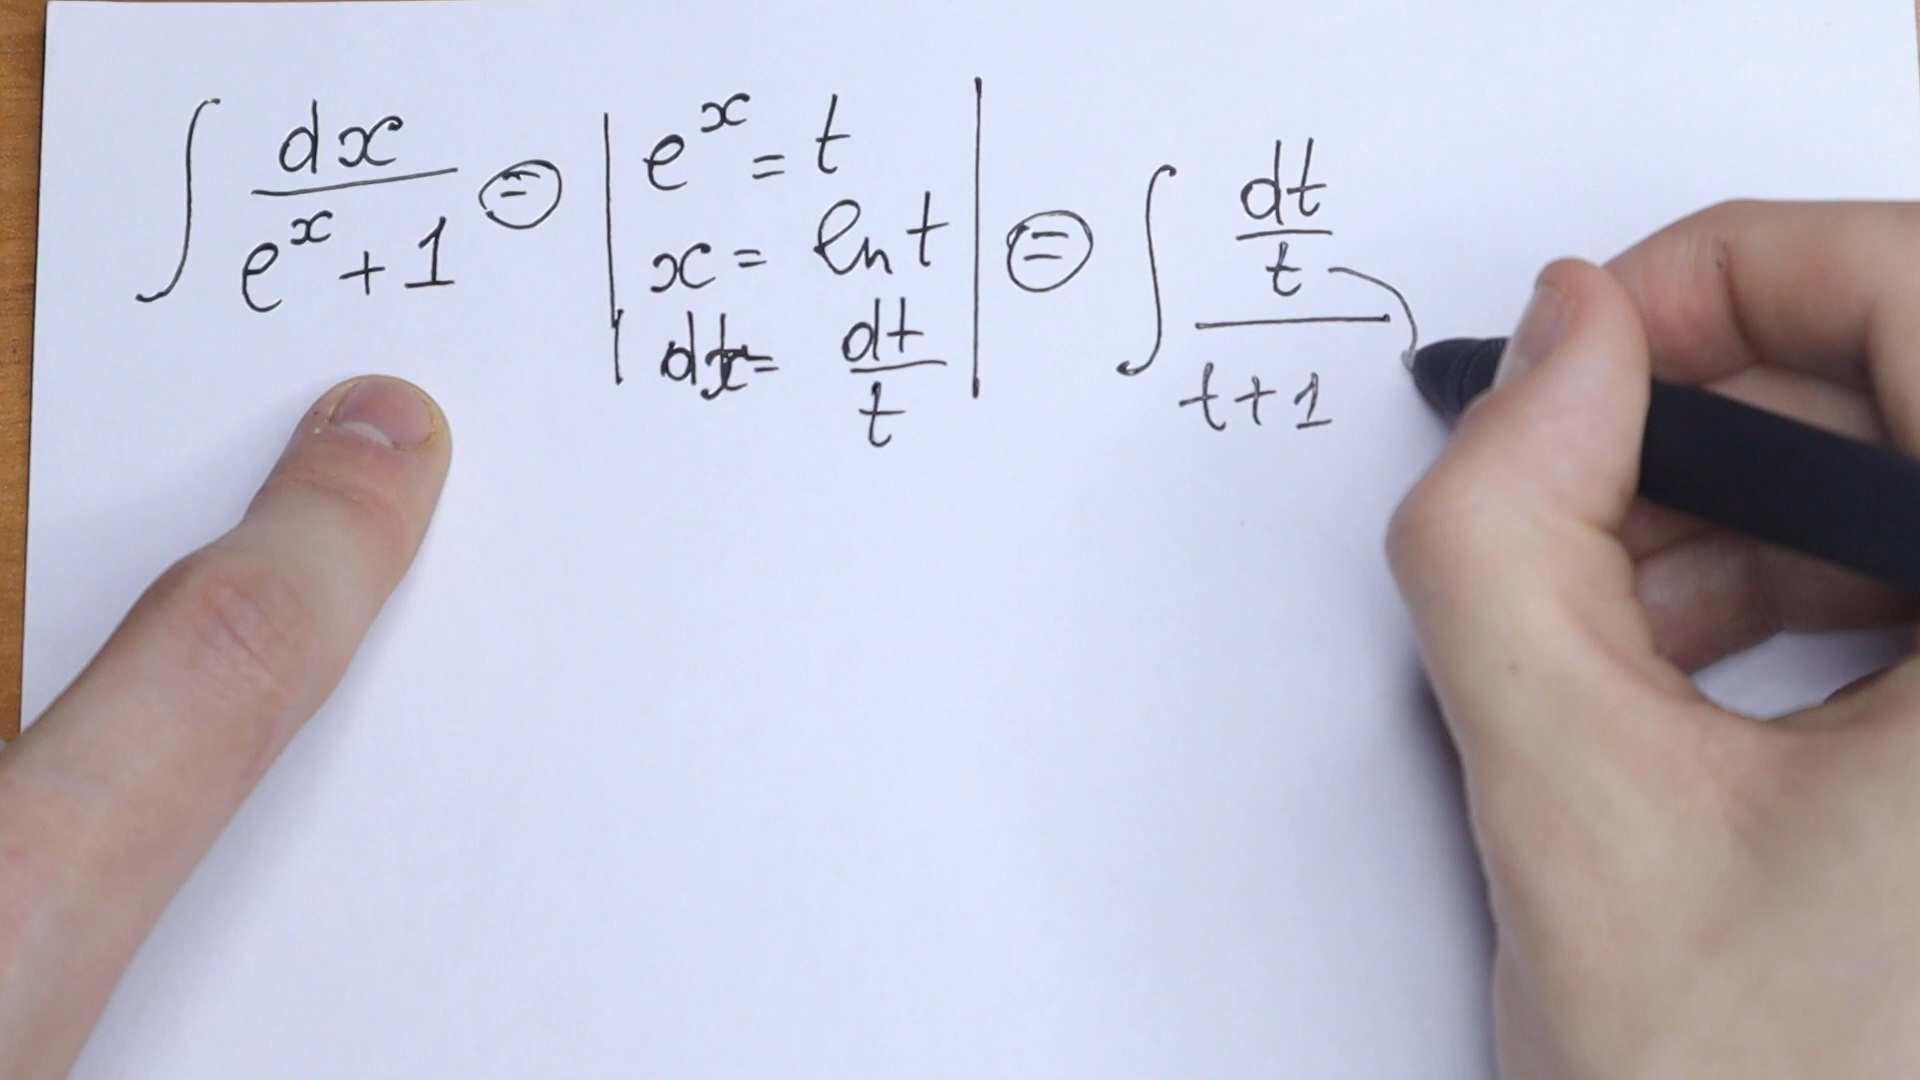 ∫ dx / (e^x + 1) = | e^x = t
x = ln t
dx = dt / t | = ∫ (dt / t) / (t + 1)